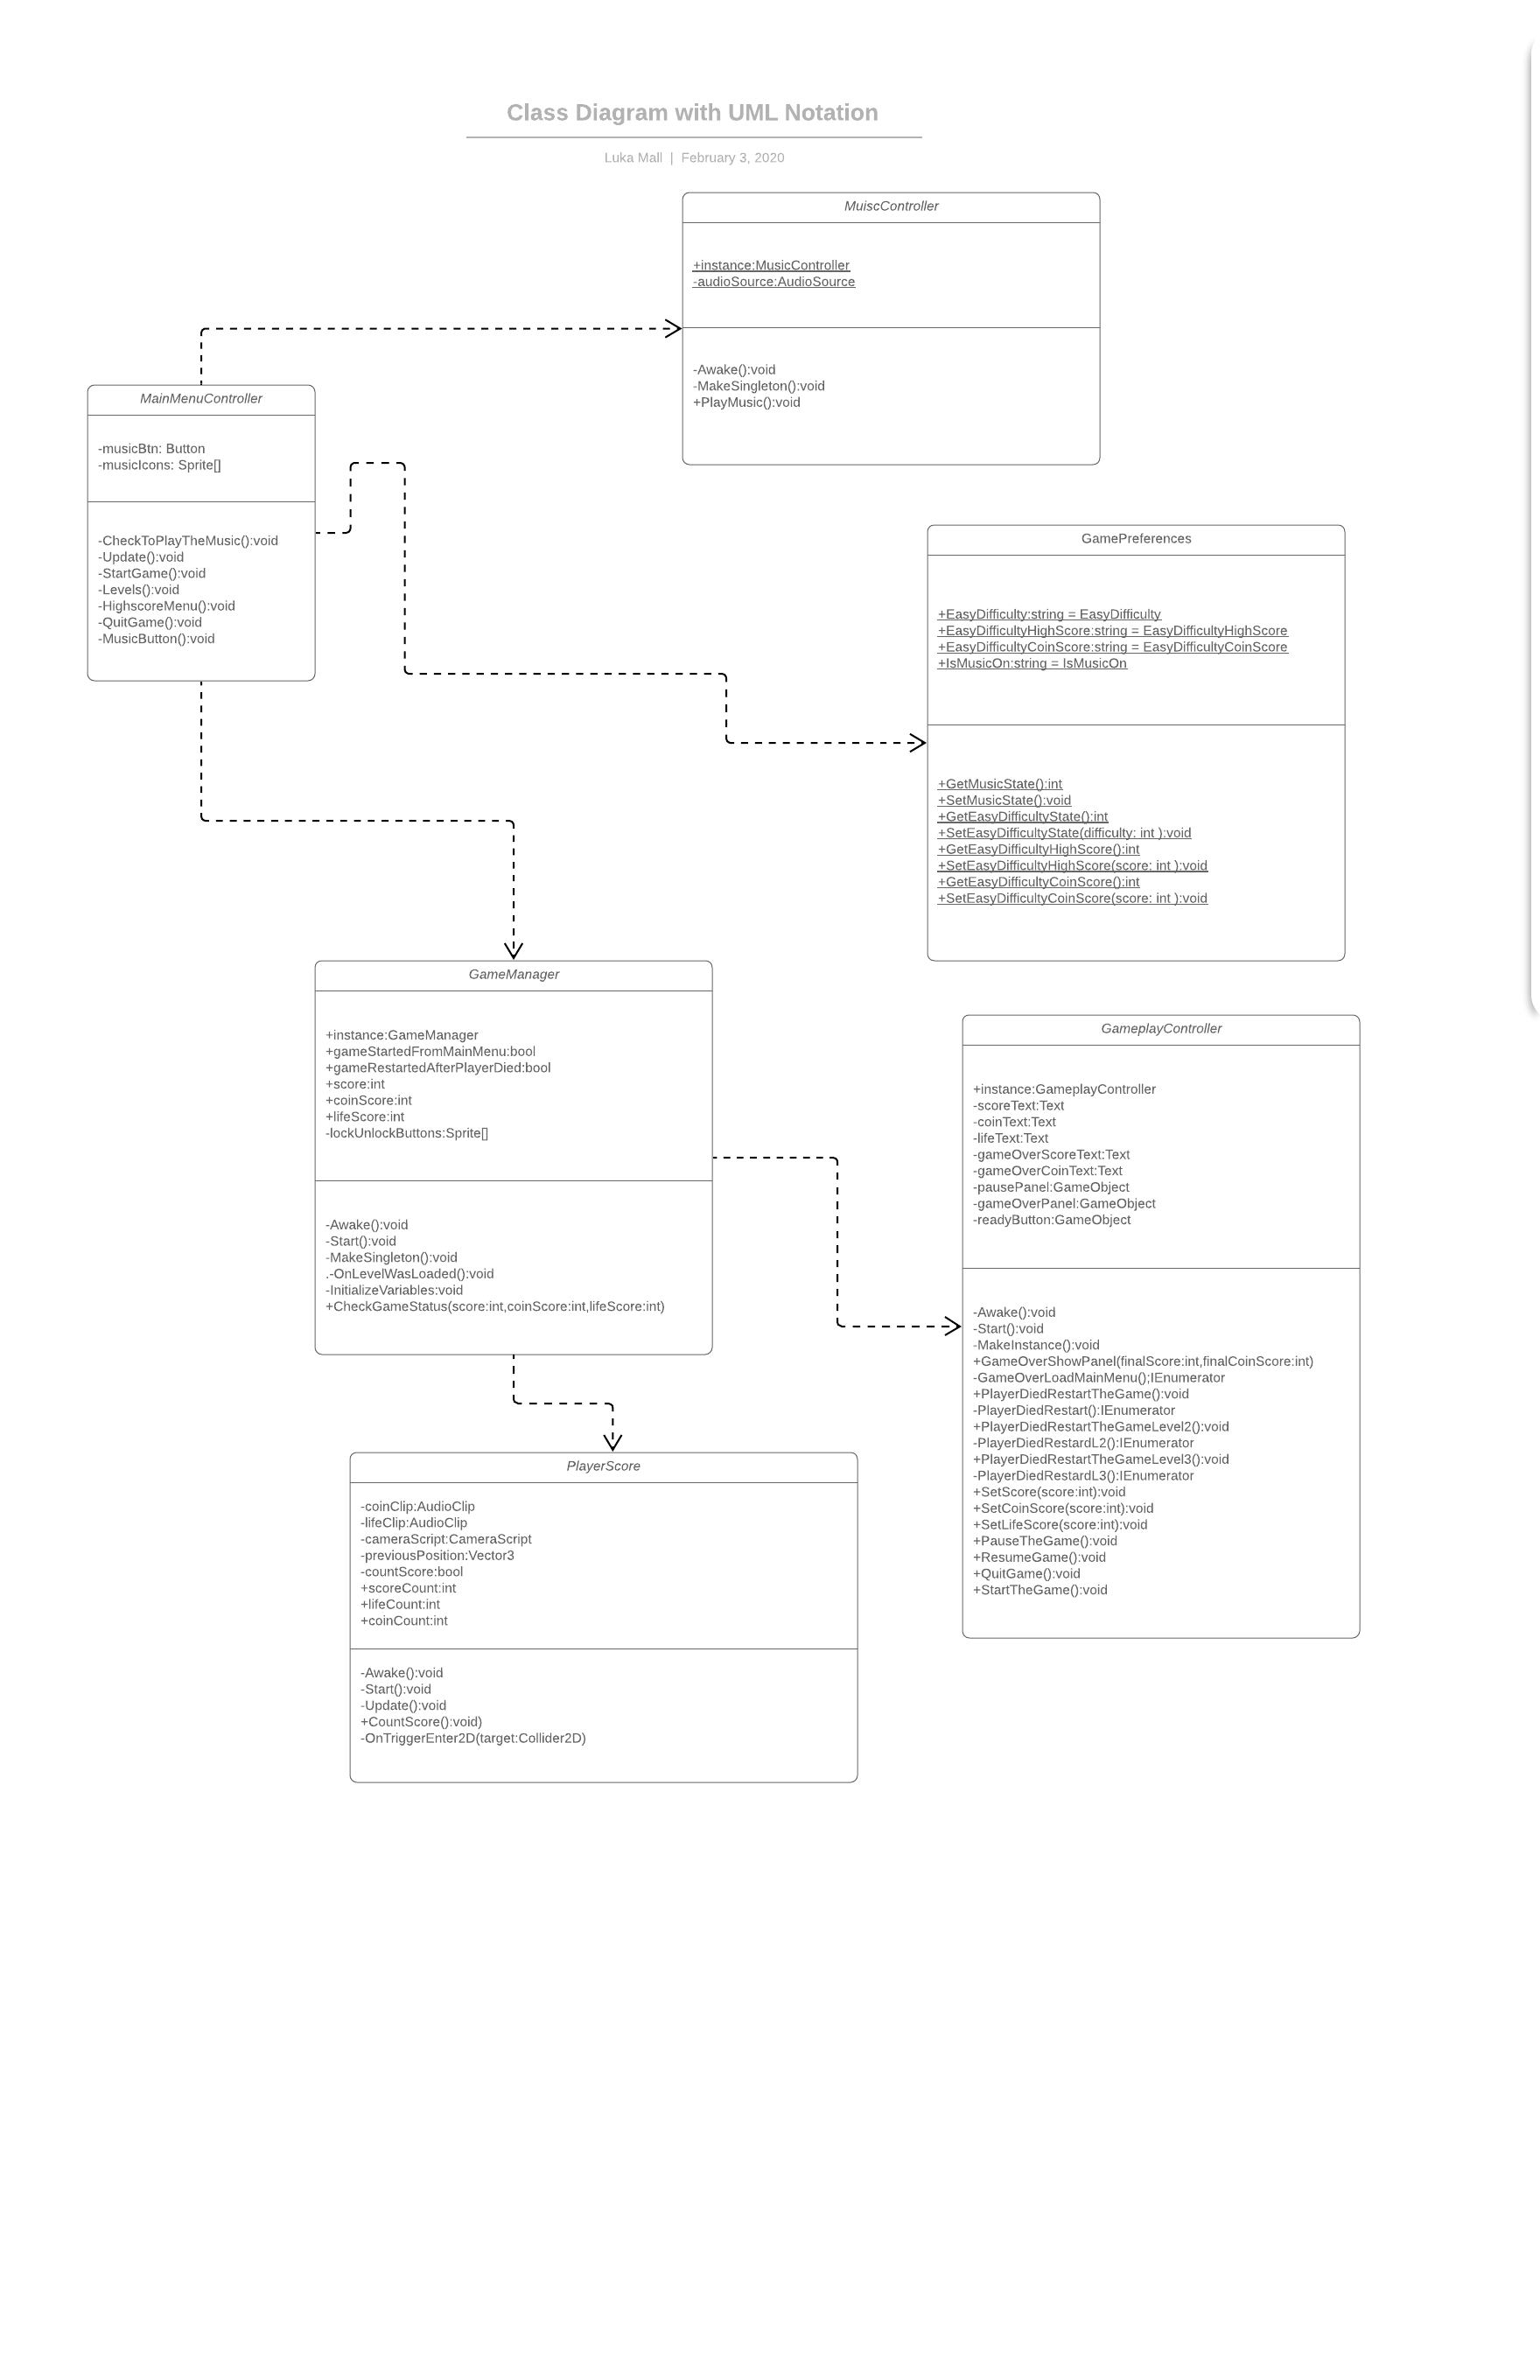 Class Diagram with UML Notation
Luka Mall | February 3, 2020
MuiscController
+instance:MusicController
-audioSource:AudioSource
-Awake():void
-MakeSingleton():void
+PlayMusic():void
MainMenuController
-musicBtn: Button
-musicIcons: Sprite[]
-CheckToPlayTheMusic():void
-Update():void
-StartGame():void
-Levels():void
-HighscoreMenu():void
-QuitGame():void
-MusicButton():void
GamePreferences
+EasyDifficulty:string = EasyDifficulty
+EasyDifficultyHighScore:string = EasyDifficultyHighScore
+EasyDifficultyCoinScore:string = EasyDifficultyCoinScore
+IsMusicOn:string = IsMusicOn
+GetMusicState():int
+SetMusicState():void
+GetEasyDifficultyState():int
+SetEasyDifficultyState(difficulty: int ):void
+GetEasyDifficultyHighScore():int
+SetEasyDifficultyHighScore(score: int ):void
+GetEasyDifficultyCoinScore():int
+SetEasyDifficultyCoinScore(score: int ):void
GameManager
+instance:GameManager
+gameStartedFromMainMenu:bool
+gameRestartedAfterPlayerDied:bool
+score:int
+coinScore:int
+lifeScore:int
-lockUnlockButtons:Sprite[]
-Awake():void
-Start():void
-MakeSingleton():void
.-OnLevelWasLoaded():void
-InitializeVariables:void
+CheckGameStatus(score:int,coinScore:int,lifeScore:int)
GameplayController
+instance:GameplayController
-scoreText:Text
-coinText:Text
-lifeText:Text
-gameOverScoreText:Text
-gameOverCoinText:Text
-pausePanel:GameObject
-gameOverPanel:GameObject
-readyButton:GameObject
-Awake():void
-Start():void
-MakeInstance():void
+GameOverShowPanel(finalScore:int,finalCoinScore:int)
-GameOverLoadMainMenu();IEnumerator
+PlayerDiedRestartTheGame():void
-PlayerDiedRestart():IEnumerator
+PlayerDiedRestartTheGameLevel2():void
-PlayerDiedRestardL2():IEnumerator
+PlayerDiedRestartTheGameLevel3():void
-PlayerDiedRestardL3():IEnumerator
+SetScore(score:int):void
+SetCoinScore(score:int):void
+SetLifeScore(score:int):void
+PauseTheGame():void
+ResumeGame():void
+QuitGame():void
+StartTheGame():void
PlayerScore
-coinClip:AudioClip
-lifeClip:AudioClip
-cameraScript:CameraScript
-previousPosition:Vector3
-countScore:bool
+scoreCount:int
+lifeCount:int
+coinCount:int
-Awake():void
-Start():void
-Update():void
+CountScore():void)
-OnTriggerEnter2D(target:Collider2D)